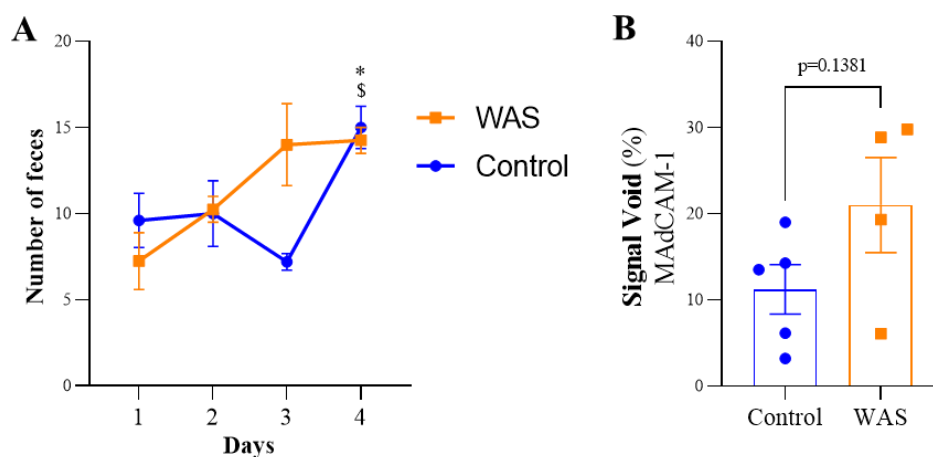 A
20
15
10
5
0
Number of feces
1 2 3 4
Days
*
$
WAS
Control
B
40
30
20
10
0
Signal Void (%)
MAdCAM-1
p=0.1381
Control WAS